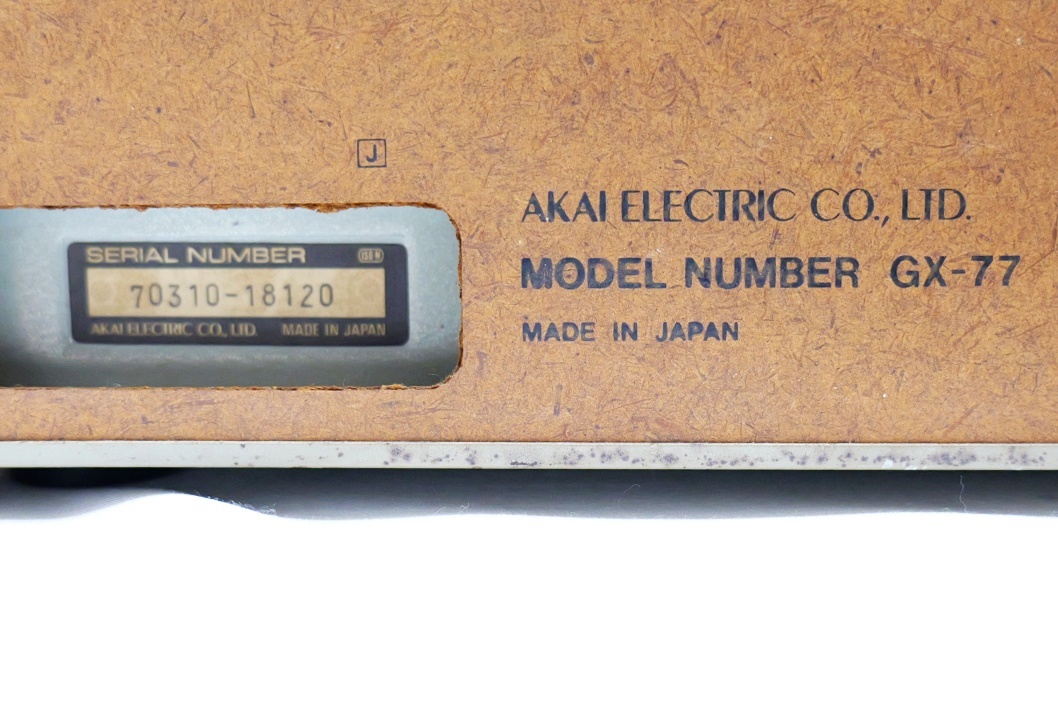 J
SERIAL NUMBER
70310-18120
AKAI ELECTRIC CO., LTD. MADE IN JAPAN
AKAI ELECTRIC CO., LTD.
MODEL NUMBER GX-77
MADE IN JAPAN